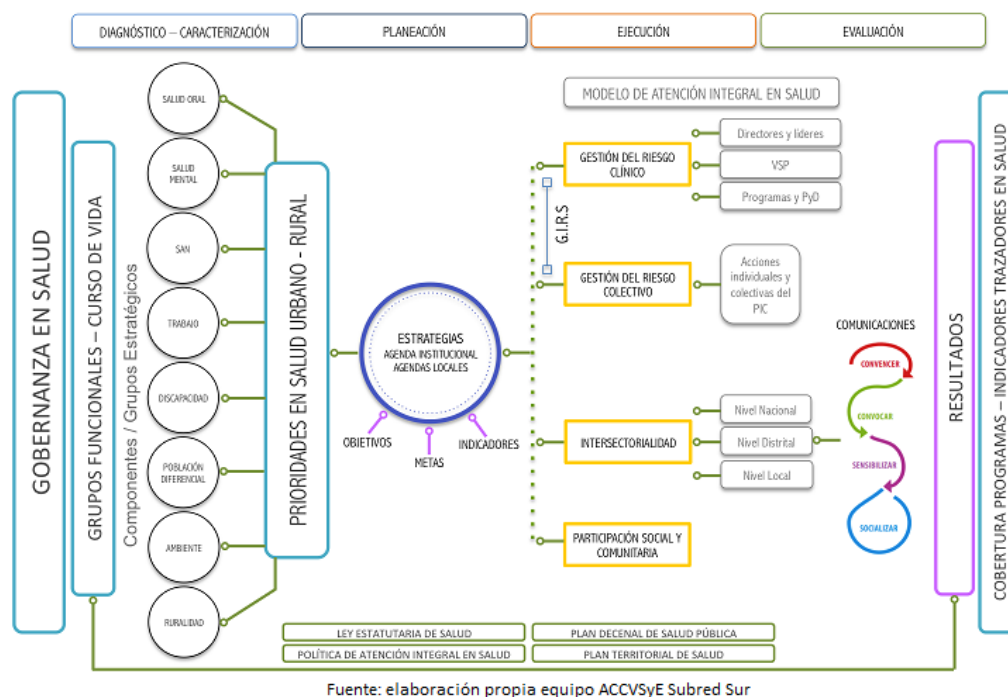 DIAGNÓSTICO – CARACTERIZACIÓN
PLANEACIÓN
EJECUCIÓN
EVALUACIÓN
GOBERNANZA EN SALUD
GRUPOS FUNCIONALES – CURSO DE VIDA
Componentes / Grupos Estratégicos
SALUD ORAL
SALUD
MENTAL
SAN
TRABAJO
DISCAPACIDAD
POBLACIÓN
DIFERENCIAL
AMBIENTE
RURALIDAD
PRIORIDADES EN SALUD URBANO - RURAL
ESTRATEGIAS
AGENDA INSTITUCIONAL
AGENDAS LOCALES
OBJETIVOS
METAS
INDICADORES
MODELO DE ATENCIÓN INTEGRAL EN SALUD
GESTIÓN DEL RIESGO
CLÍNICO
Directores y líderes
VSP
Programas y PyD
G.I.R.S
GESTIÓN DEL RIESGO
COLECTIVO
Acciones
individuales y
colectivas del
PIC
INTERSECTORIALIDAD
Nivel Nacional
Nivel Distrital
Nivel Local
PARTICIPACIÓN SOCIAL Y
COMUNITARIA
COMUNICACIONES
CONVENCER
CONVOCAR
SENSIBILIZAR
SOCIALIZAR
RESULTADOS
COBERTURA PROGRAMAS – INDICADORES TRAZADORES EN SALUD
LEY ESTATUTARIA DE SALUD
PLAN DECENAL DE SALUD PÚBLICA
POLÍTICA DE ATENCIÓN INTEGRAL EN SALUD
PLAN TERRITORIAL DE SALUD
Fuente: elaboración propia equipo ACCVSyE Subred Sur